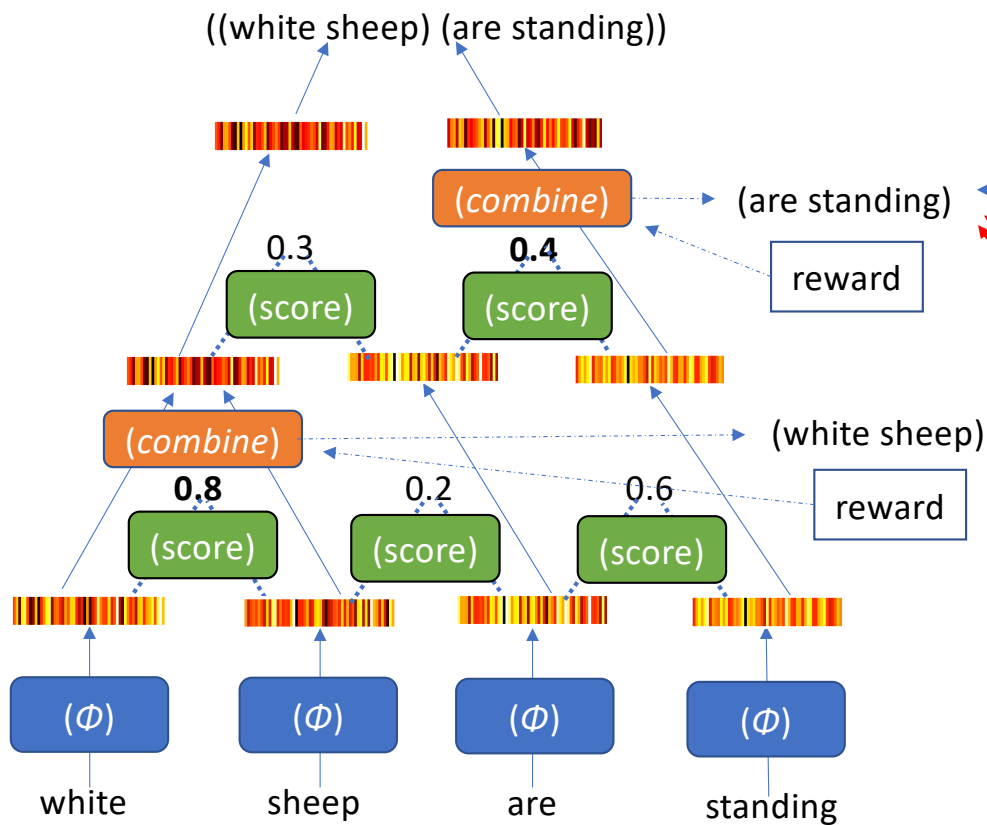 ((white sheep) (are standing))
(combine)
(are standing)
0.3
0.4
reward
(score)
(score)
(combine)
(white sheep)
0.8
0.2
0.6
reward
(score)
(score)
(score)
(Φ)
(Φ)
(Φ)
(Φ)
white
sheep
are
standing